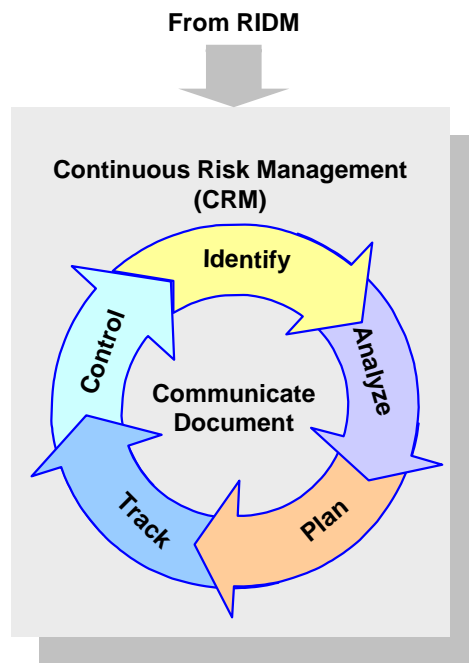 From RIDM
Continuous Risk Management
(CRM)
Identify
Analyze
Plan
Track
Control
Communicate
Document